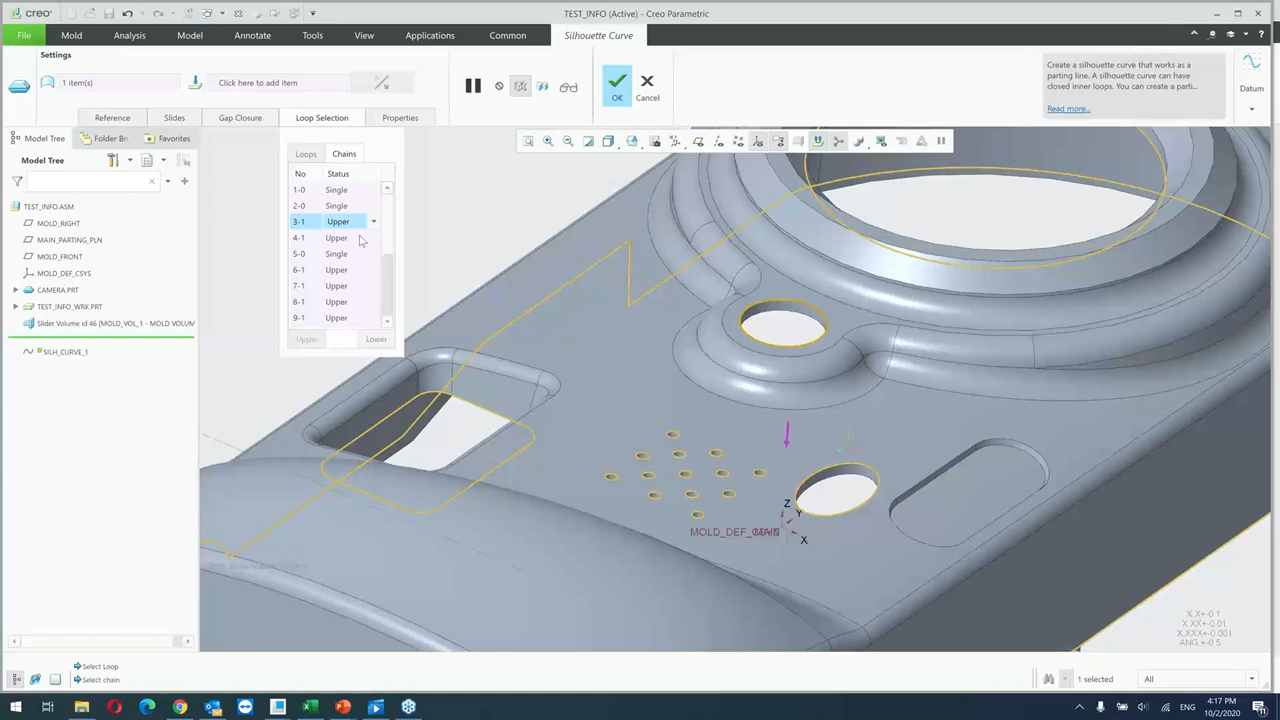 creo
TEST_INFO (Active) - Creo Parametric
File
Mold
Analysis
Model
Annotate
Tools
View
Applications
Common
Silhouette Curve
Settings
1 item(s)
Click here to add item
OK
Cancel
Create a silhouette curve that works as
a parting line. A silhouette curve can have
closed inner loops. You can create a parti...
Read more...
Datum
Reference
Slides
Gap Closure
Loop Selection
Properties
Model Tree
Folder Br
Favorites
Model Tree
TEST_INFO.ASM
MOLD_RIGHT
MAIN_PARTING_PLN
MOLD_FRONT
MOLD_DEF_CSYS
CAMERA.PRT
TEST_INFO_WRK.PRT
Slider Volume id 46 [MOLD_VOL_1 - MOLD VOLUM
SILH_CURVE_1
Loops
Chains
No Status
1-0 Single
2-0 Single
3-1 Upper
4-1 Upper
5-0 Single
6-1 Upper
7-1 Upper
8-1 Upper
9-1 Upper
Upper
Lower
Z
Y
X
X.X+-0.1
X.XX+-0.01
X.XXX+-0.001
ANG.+-0.5
Select Loop
Select chain
1 selected
All
ENG
4:17 PM
10/2/2020